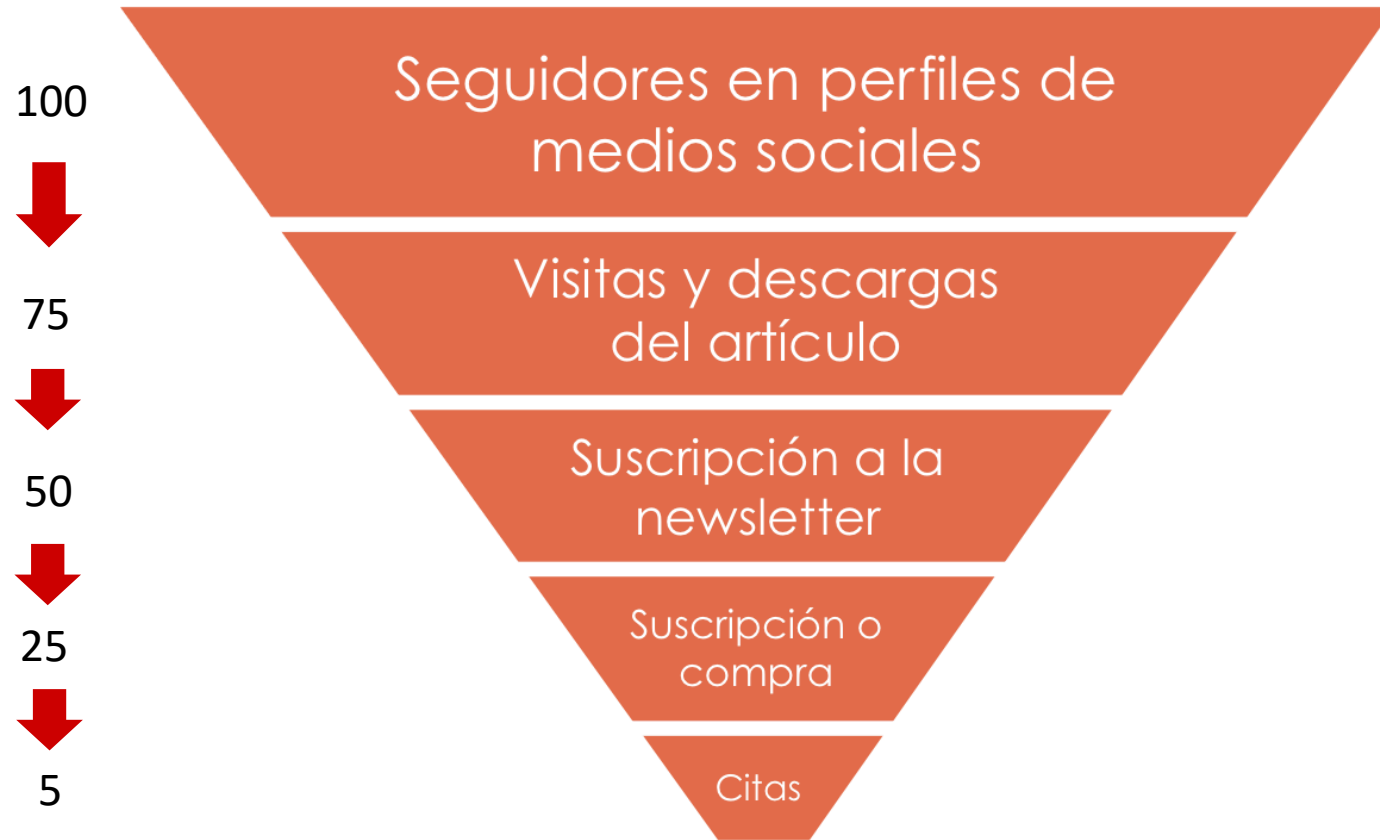 100
Seguidores en perfiles de
medios sociales
75
Visitas y descargas
del artículo
50
Suscripción a la
newsletter
25
Suscripción o
compra
5
Citas